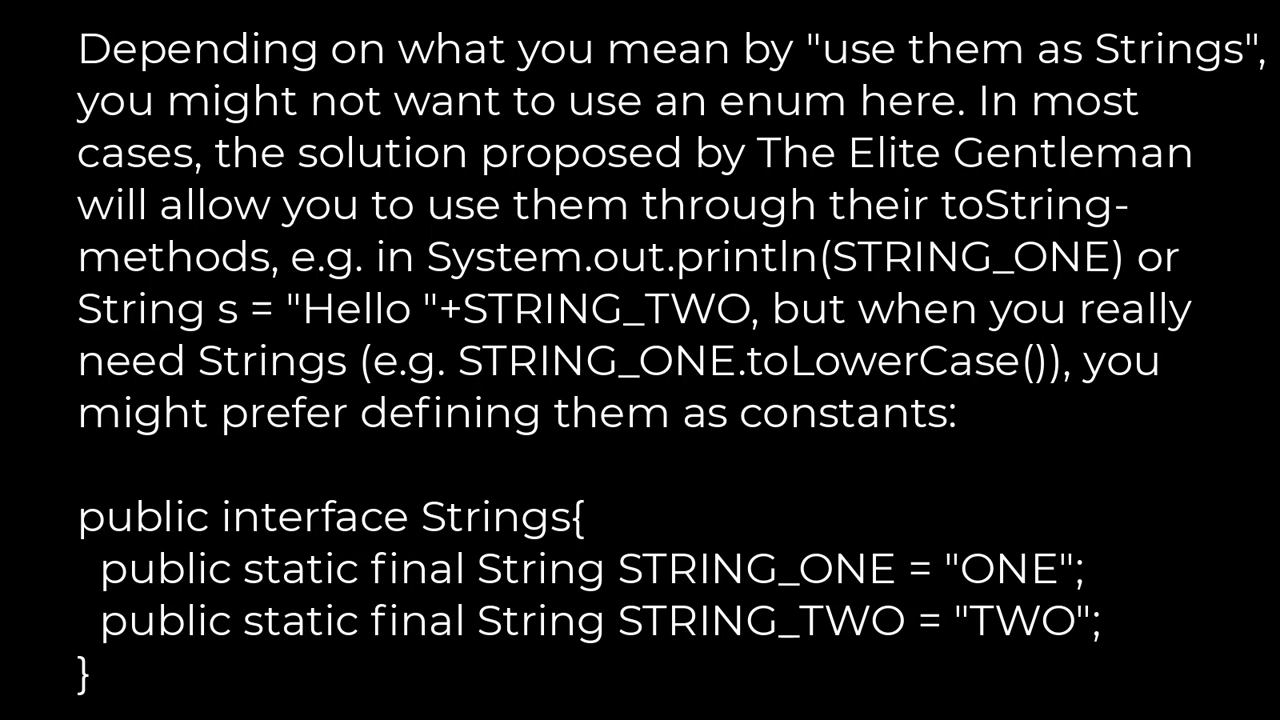 Depending on what you mean by "use them as Strings",
you might not want to use an enum here. In most
cases, the solution proposed by The Elite Gentleman
will allow you to use them through their toString-
methods, e.g. in System.out.println(STRING_ONE) or
String s = "Hello "+STRING_TWO, but when you really
need Strings (e.g. STRING_ONE.toLowerCase()), you
might prefer defining them as constants:

public interface Strings{
  public static final String STRING_ONE = "ONE";
  public static final String STRING_TWO = "TWO";
}